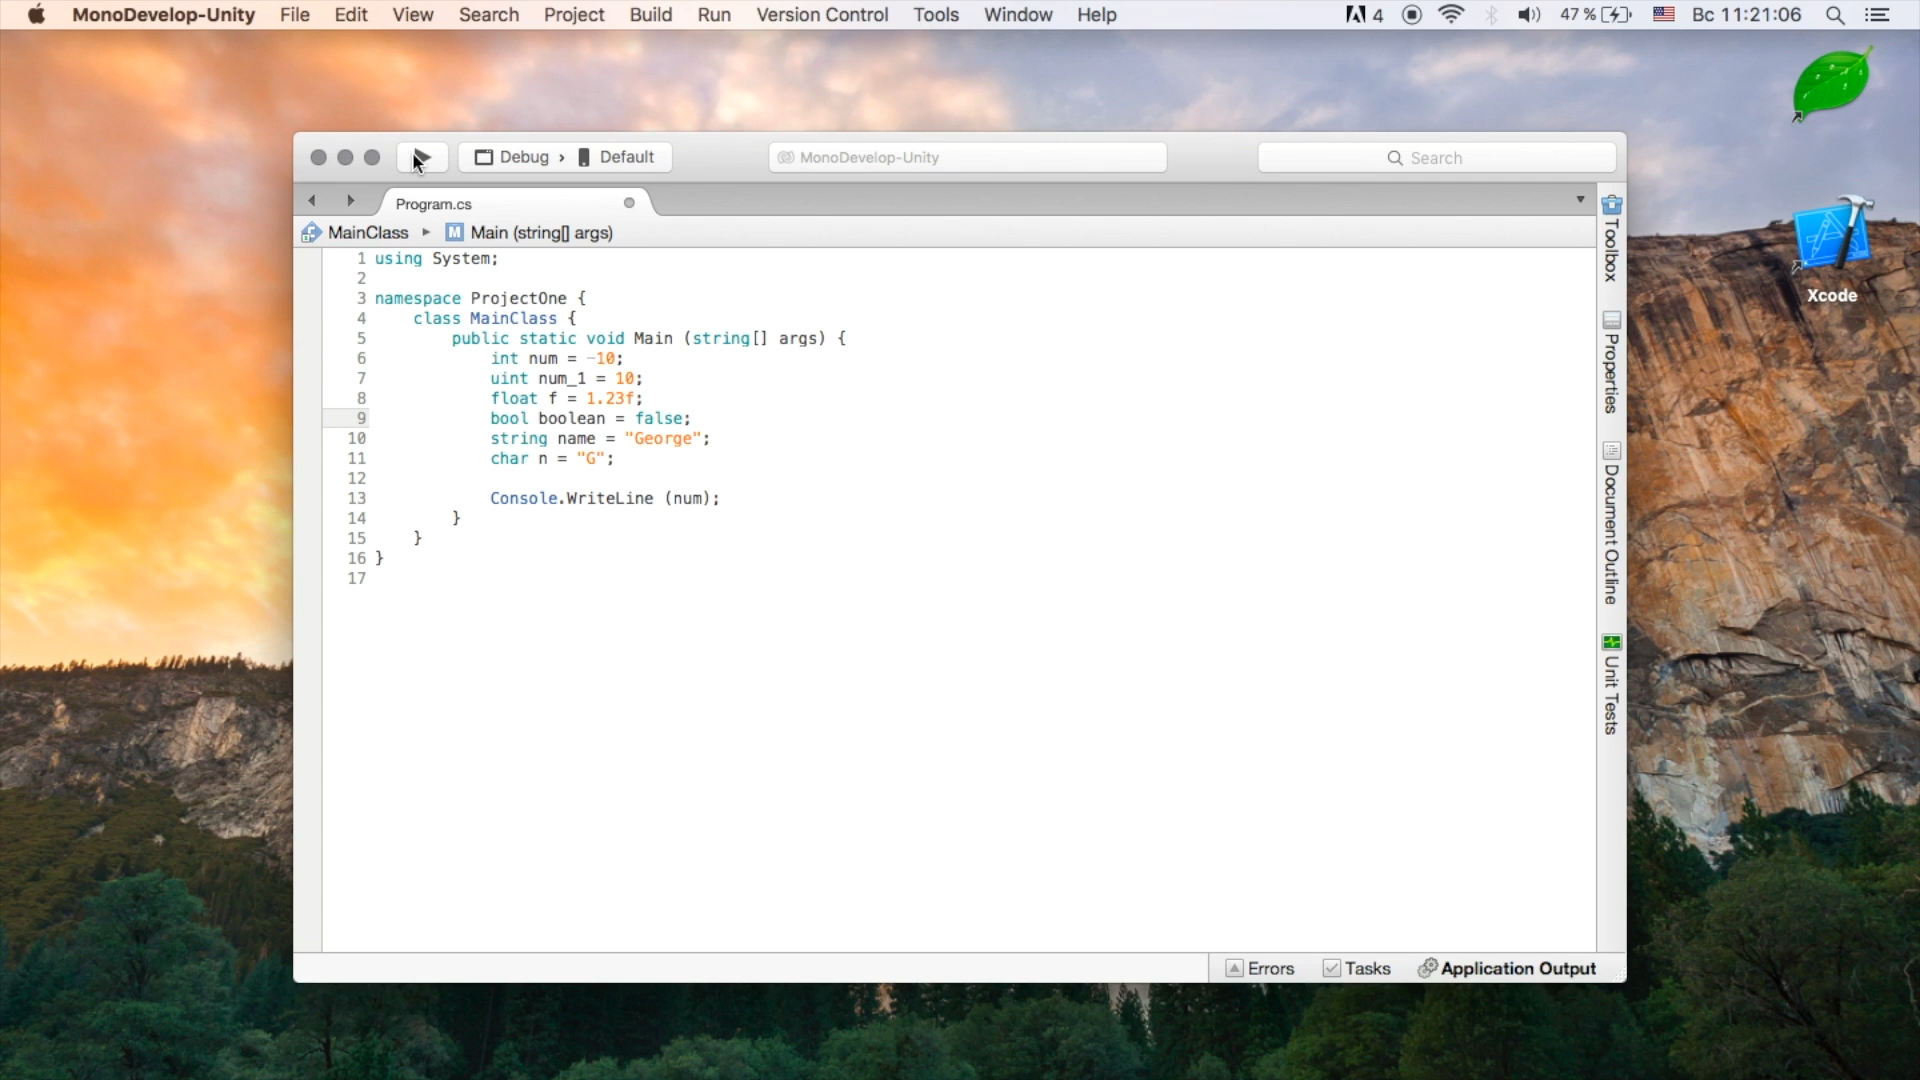 MonoDevelop-Unity File Edit View Search Project Build Run Version Control Tools Window Help 4 47 % Вс 11:21:06
Debug › Default
MonoDevelop-Unity
Search
Program.cs
MainClass
M Main (string[] args)
1 using System;
2
3 namespace ProjectOne {
4 class MainClass {
5 public static void Main (string[] args) {
6 int num = -10;
7 uint num_1 = 10;
8 float f = 1.23f;
9 bool boolean = false;
10 string name = "George";
11 char n = "G";
12
13 Console.WriteLine (num);
14 }
15 }
16 }
17
Toolbox
Properties
Document Outline
Unit Tests
Xcode
Errors Tasks Application Output